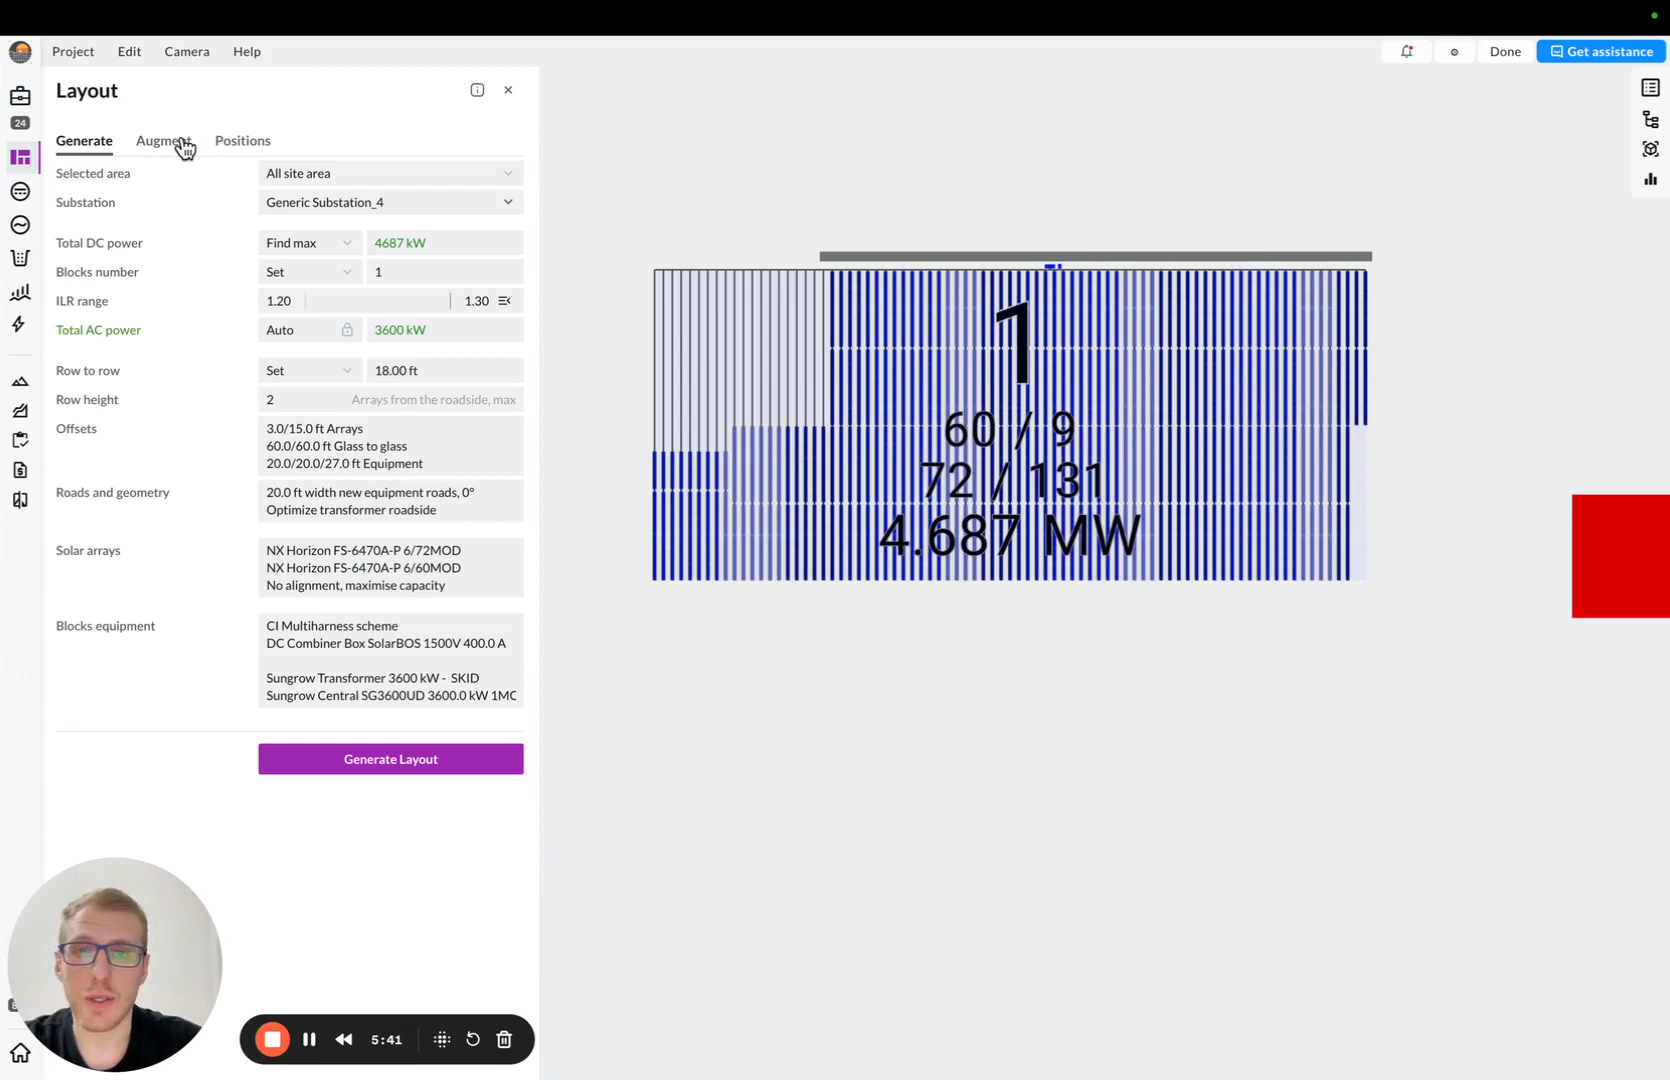 Project Edit Camera Help
Done Get assistance
Layout
24
Generate Augment Positions
Selected area All site area
Substation Generic Substation_4
Total DC power Find max 4687 kW
Blocks number Set 1
ILR range 1.20 1.30
Total AC power Auto 3600 kW
Row to row Set 18.00 ft
Row height 2 Arrays from the roadside, max
Offsets 3.0/15.0 ft Arrays
60.0/60.0 ft Glass to glass
20.0/20.0/27.0 ft Equipment
Roads and geometry 20.0 ft width new equipment roads, 0°
Optimize transformer roadside
Solar arrays NX Horizon FS-6470A-P 6/72MOD
NX Horizon FS-6470A-P 6/60MOD
No alignment, maximise capacity
Blocks equipment CI Multiharness scheme
DC Combiner Box SolarBOS 1500V 400.0 A
Sungrow Transformer 3600 kW - SKID
Sungrow Central SG3600UD 3600.0 kW 1MC
Generate Layout
1
60 / 9
72 / 131
4.687 MW
5:41